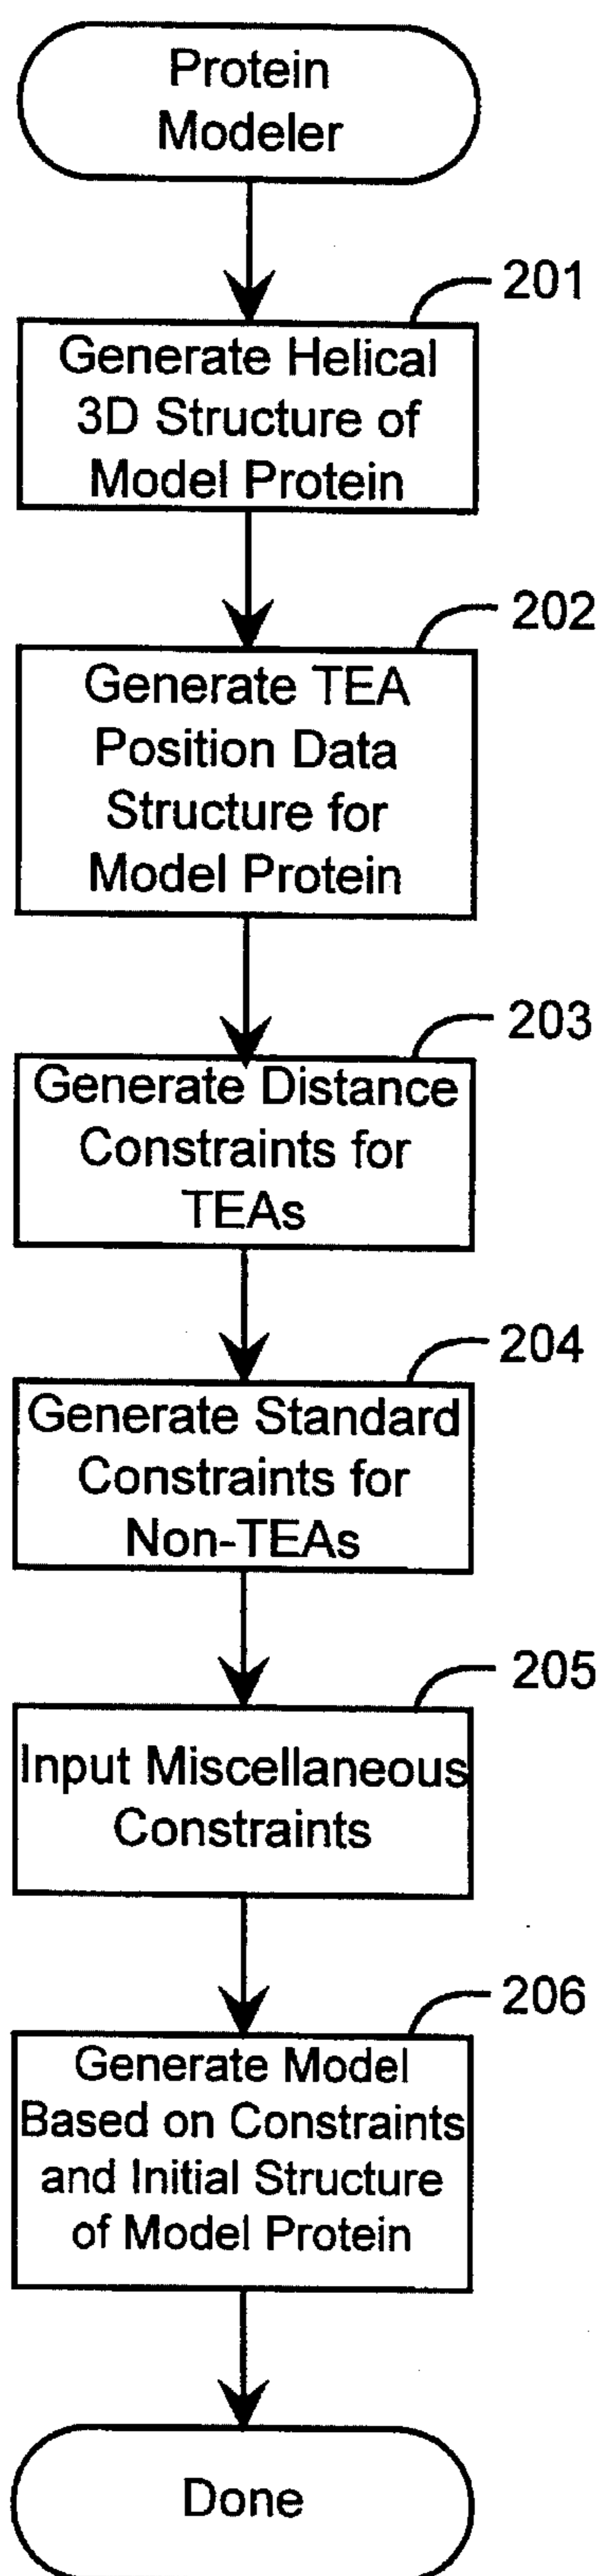 Protein
Modeler
201
Generate Helical
3D Structure of
Model Protein
202
Generate TEA
Position Data
Structure for
Model Protein
203
Generate Distance
Constraints for
TEAs
204
Generate Standard
Constraints for
Non-TEAs
205
Input Miscellaneous
Constraints
206
Generate Model
Based on Constraints
and Initial Structure
of Model Protein
Done